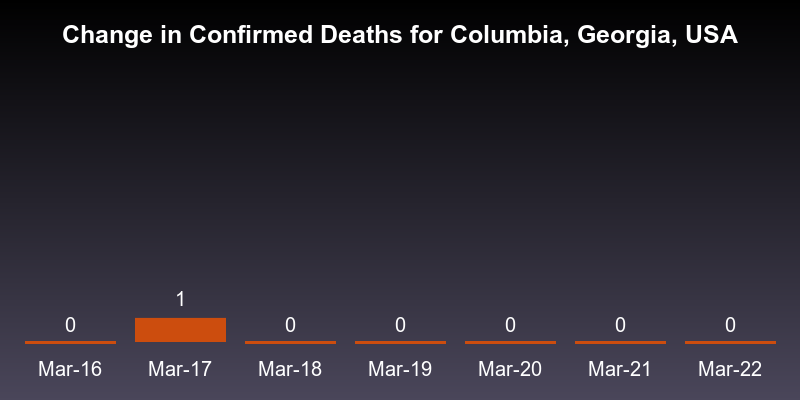 Change in Confirmed Deaths for Columbia, Georgia, USA
0 1 0 0 0 0 0
Mar-16 Mar-17 Mar-18 Mar-19 Mar-20 Mar-21 Mar-22